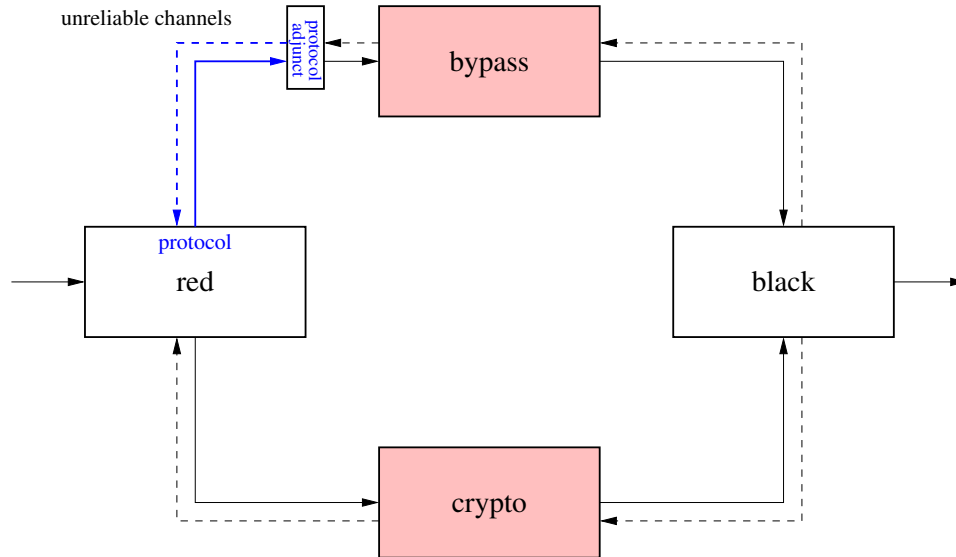 unreliable channels
protocol
adjunct
bypass
protocol
red
black
crypto